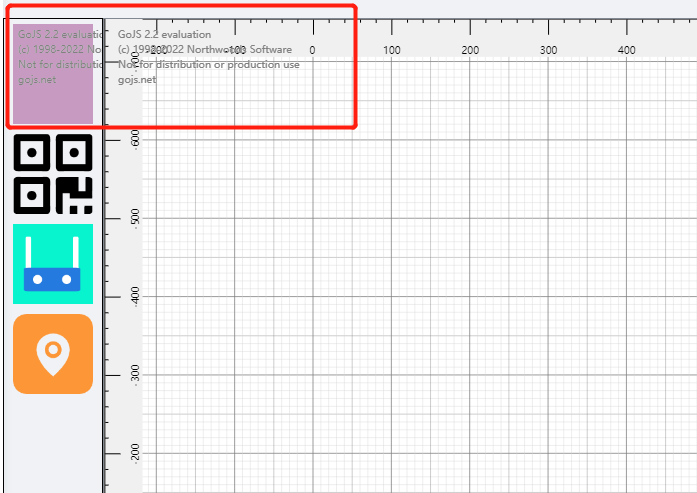 GoJS 2.2 evaluatio
(c) 1998-2022 No
Not for distributio
gojs.net
GoJS 2.2 evaluation
(c) 1998-2022 Northwoods Software
Not for distribution or production use
gojs.net
-200 -100 0 100 200 300 400
-700
-600
-500
-400
-300
-200